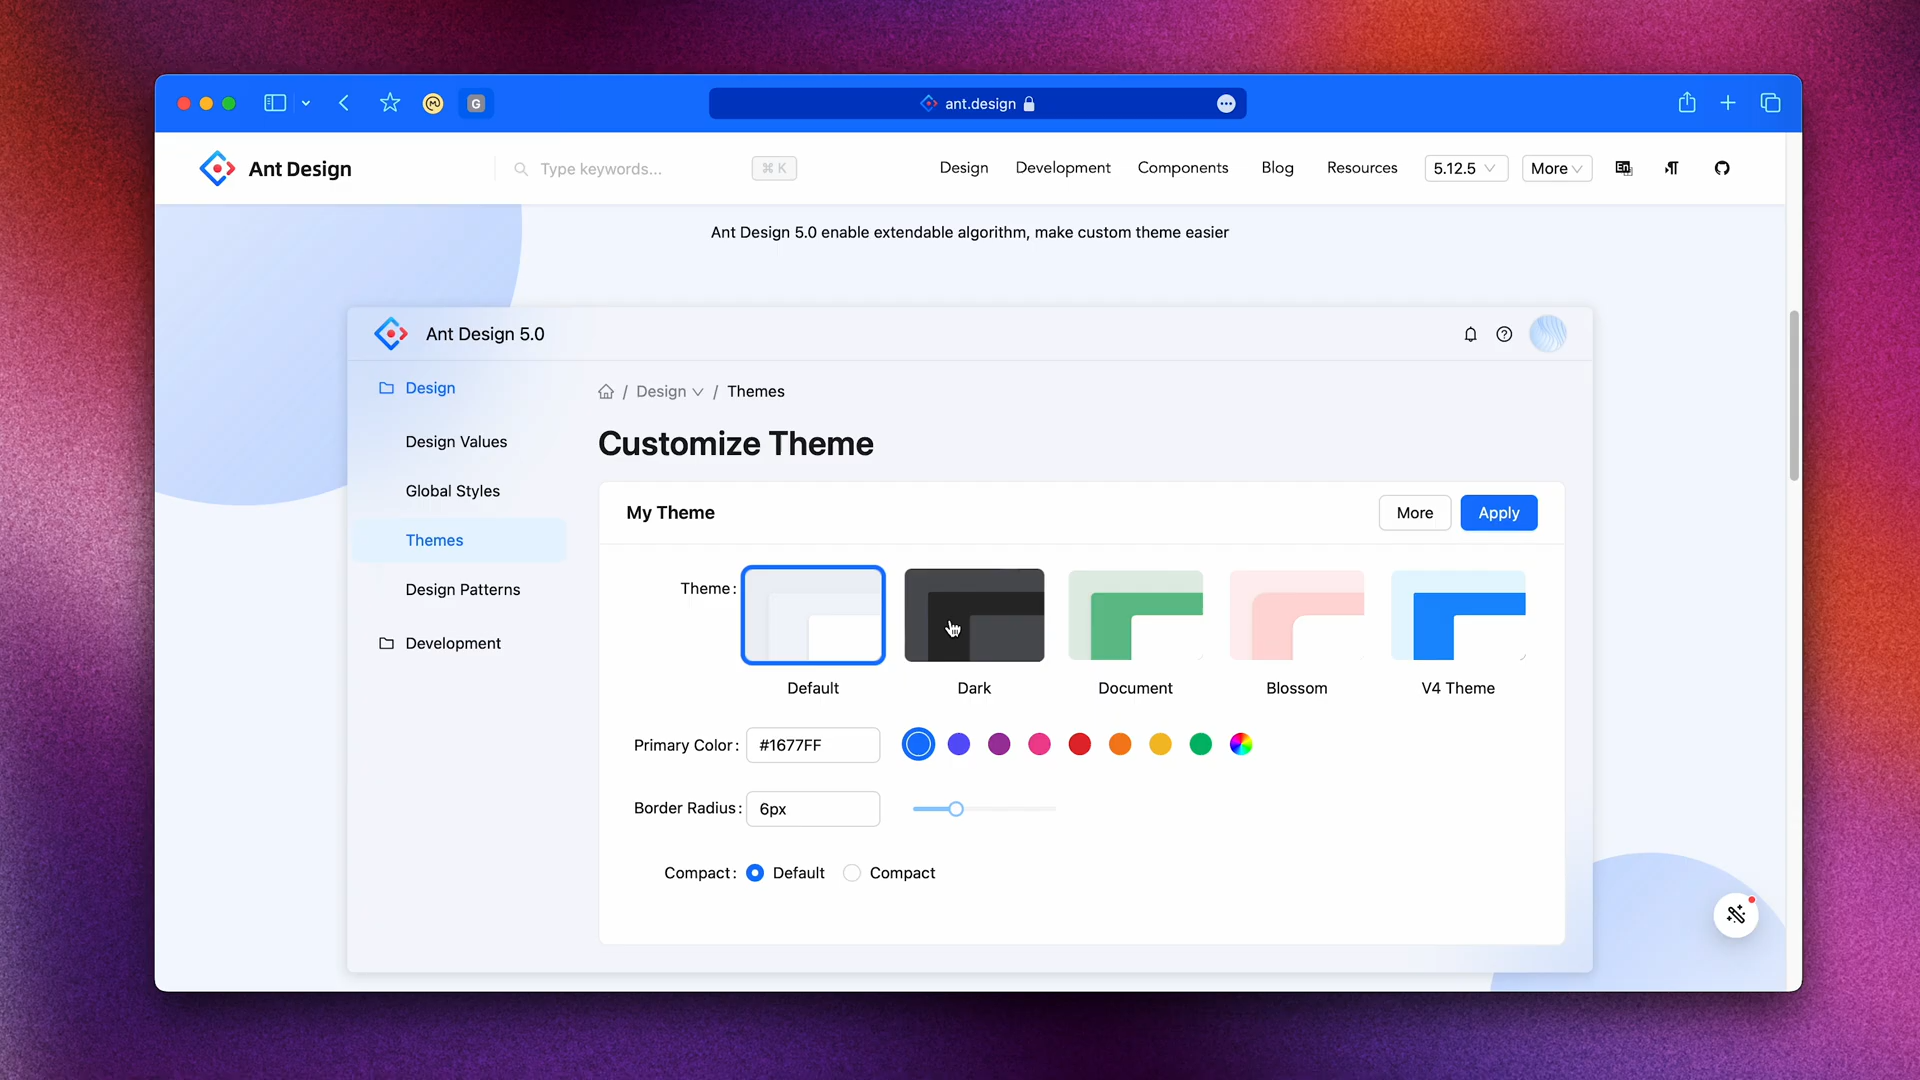 G
ant.design
Ant Design
Type keywords...
⌘ K
Design
Development
Components
Blog
Resources
5.12.5
More
En
Ant Design 5.0 enable extendable algorithm, make custom theme easier
Ant Design 5.0
Design
Design Values
Global Styles
Themes
Design Patterns
Development
/ Design / Themes
Customize Theme
My Theme
More
Apply
Theme:
Default
Dark
Document
Blossom
V4 Theme
Primary Color: #1677FF
Border Radius: 6px
Compact: Default Compact